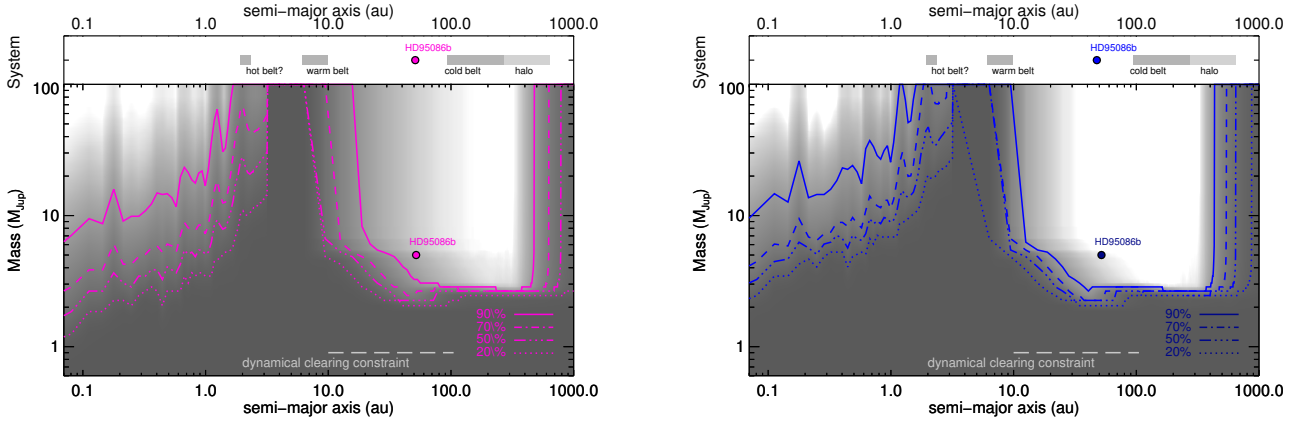 semi-major axis (au)
0.1 1.0 10.0 100.0 1000.0
System
HD95086b
hot belt? warm belt cold belt halo
100
10
1
Mass (MJup)
HD95086b
90%
70%
50%
20%
dynamical clearing constraint
0.1 1.0 10.0 100.0 1000.0
semi-major axis (au)
semi-major axis (au)
0.1 1.0 10.0 100.0 1000.0
System
HD95086b
hot belt? warm belt cold belt halo
100
10
1
Mass (MJup)
HD95086b
90%
70%
50%
20%
dynamical clearing constraint
0.1 1.0 10.0 100.0 1000.0
semi-major axis (au)